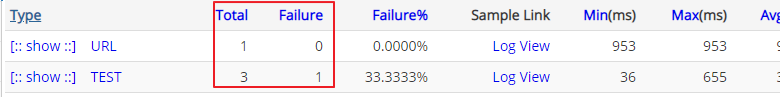 Type Total Failure Failure% Sample Link Min(ms) Max(ms) Avg
[:: show ::] URL 1 0 0.0000% Log View 953 953
[:: show ::] TEST 3 1 33.3333% Log View 36 655